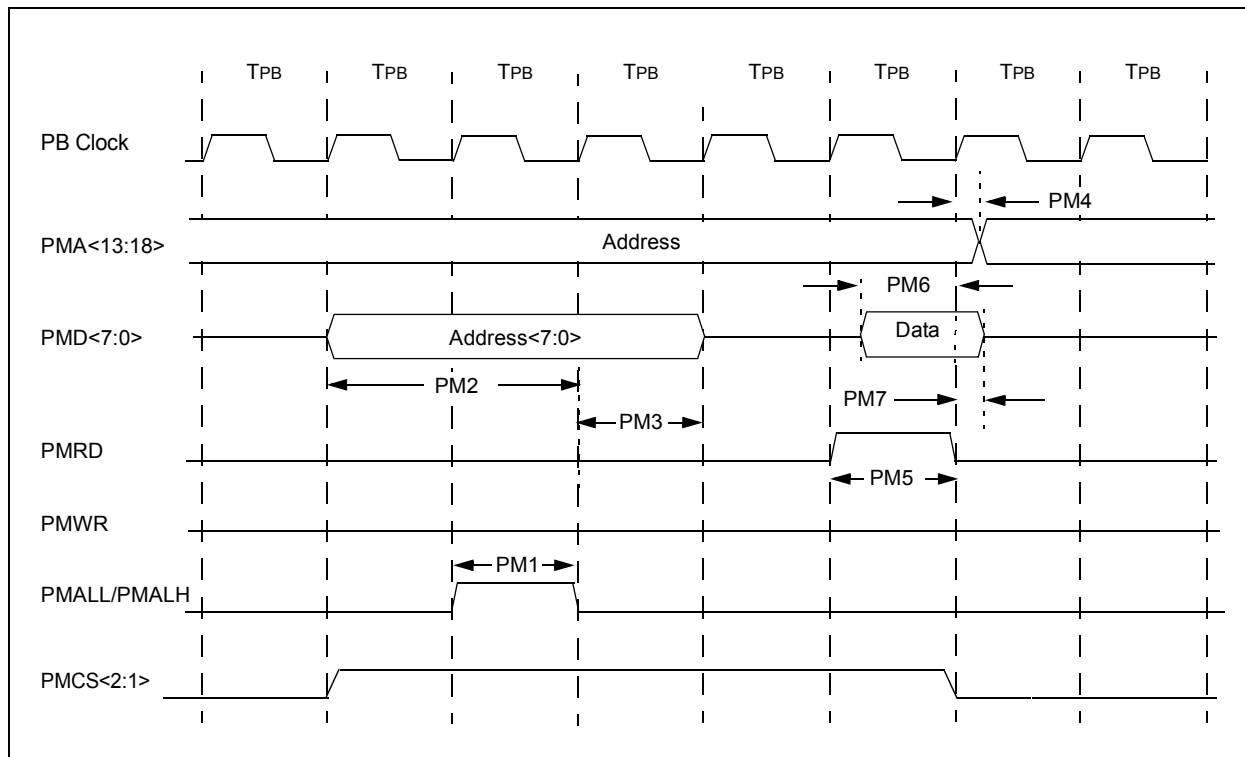 TPB TPB TPB TPB TPB TPB TPB TPB
PB Clock
PM4
PMA<13:18> Address
PM6
PMD<7:0> Address<7:0> Data
PM2
PM7
PM3
PMRD
PM5
PMWR
PM1
PMALL/PMALH
PMCS<2:1>